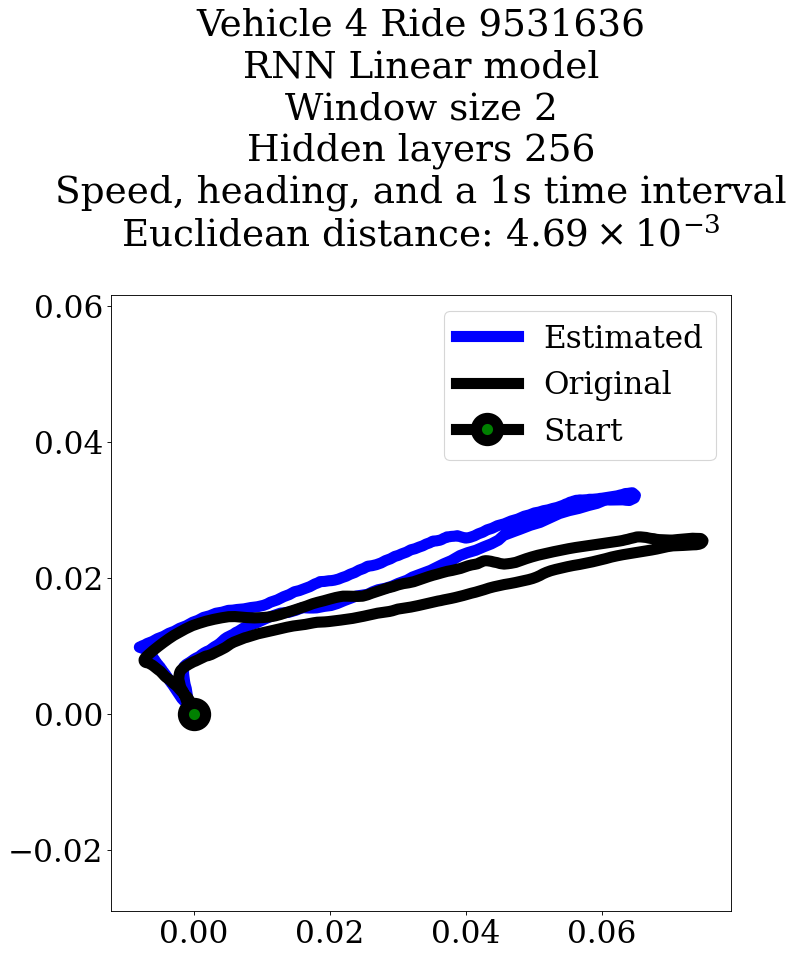 Vehicle 4 Ride 9531636
RNN Linear model
Window size 2
Hidden layers 256
Speed, heading, and a 1s time interval
Euclidean distance: 4.69 × 10⁻³
0.06
Estimated
Original
Start
0.04
0.02
0.00
−0.02
0.00 0.02 0.04 0.06